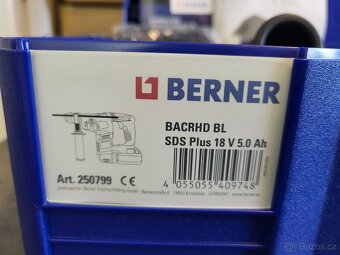 BERNER
BACRHD BL
SDS Plus 18 V 5.0 Ah
Art. 250799 CE
4 055055 409748